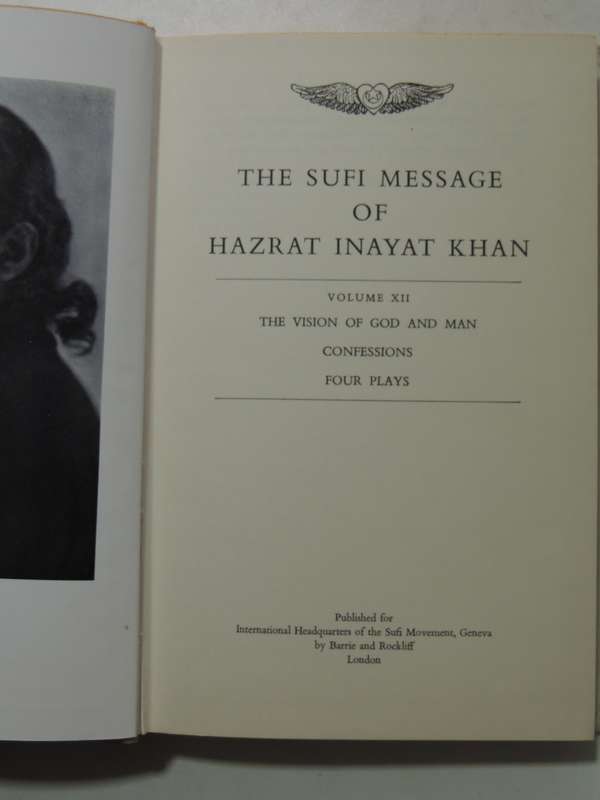 THE SUFI MESSAGE
OF
HAZRAT INAYAT KHAN
VOLUME XII
THE VISION OF GOD AND MAN
CONFESSIONS
FOUR PLAYS
Published for
International Headquarters of the Sufi Movement, Geneva
by Barrie and Rockliff
London